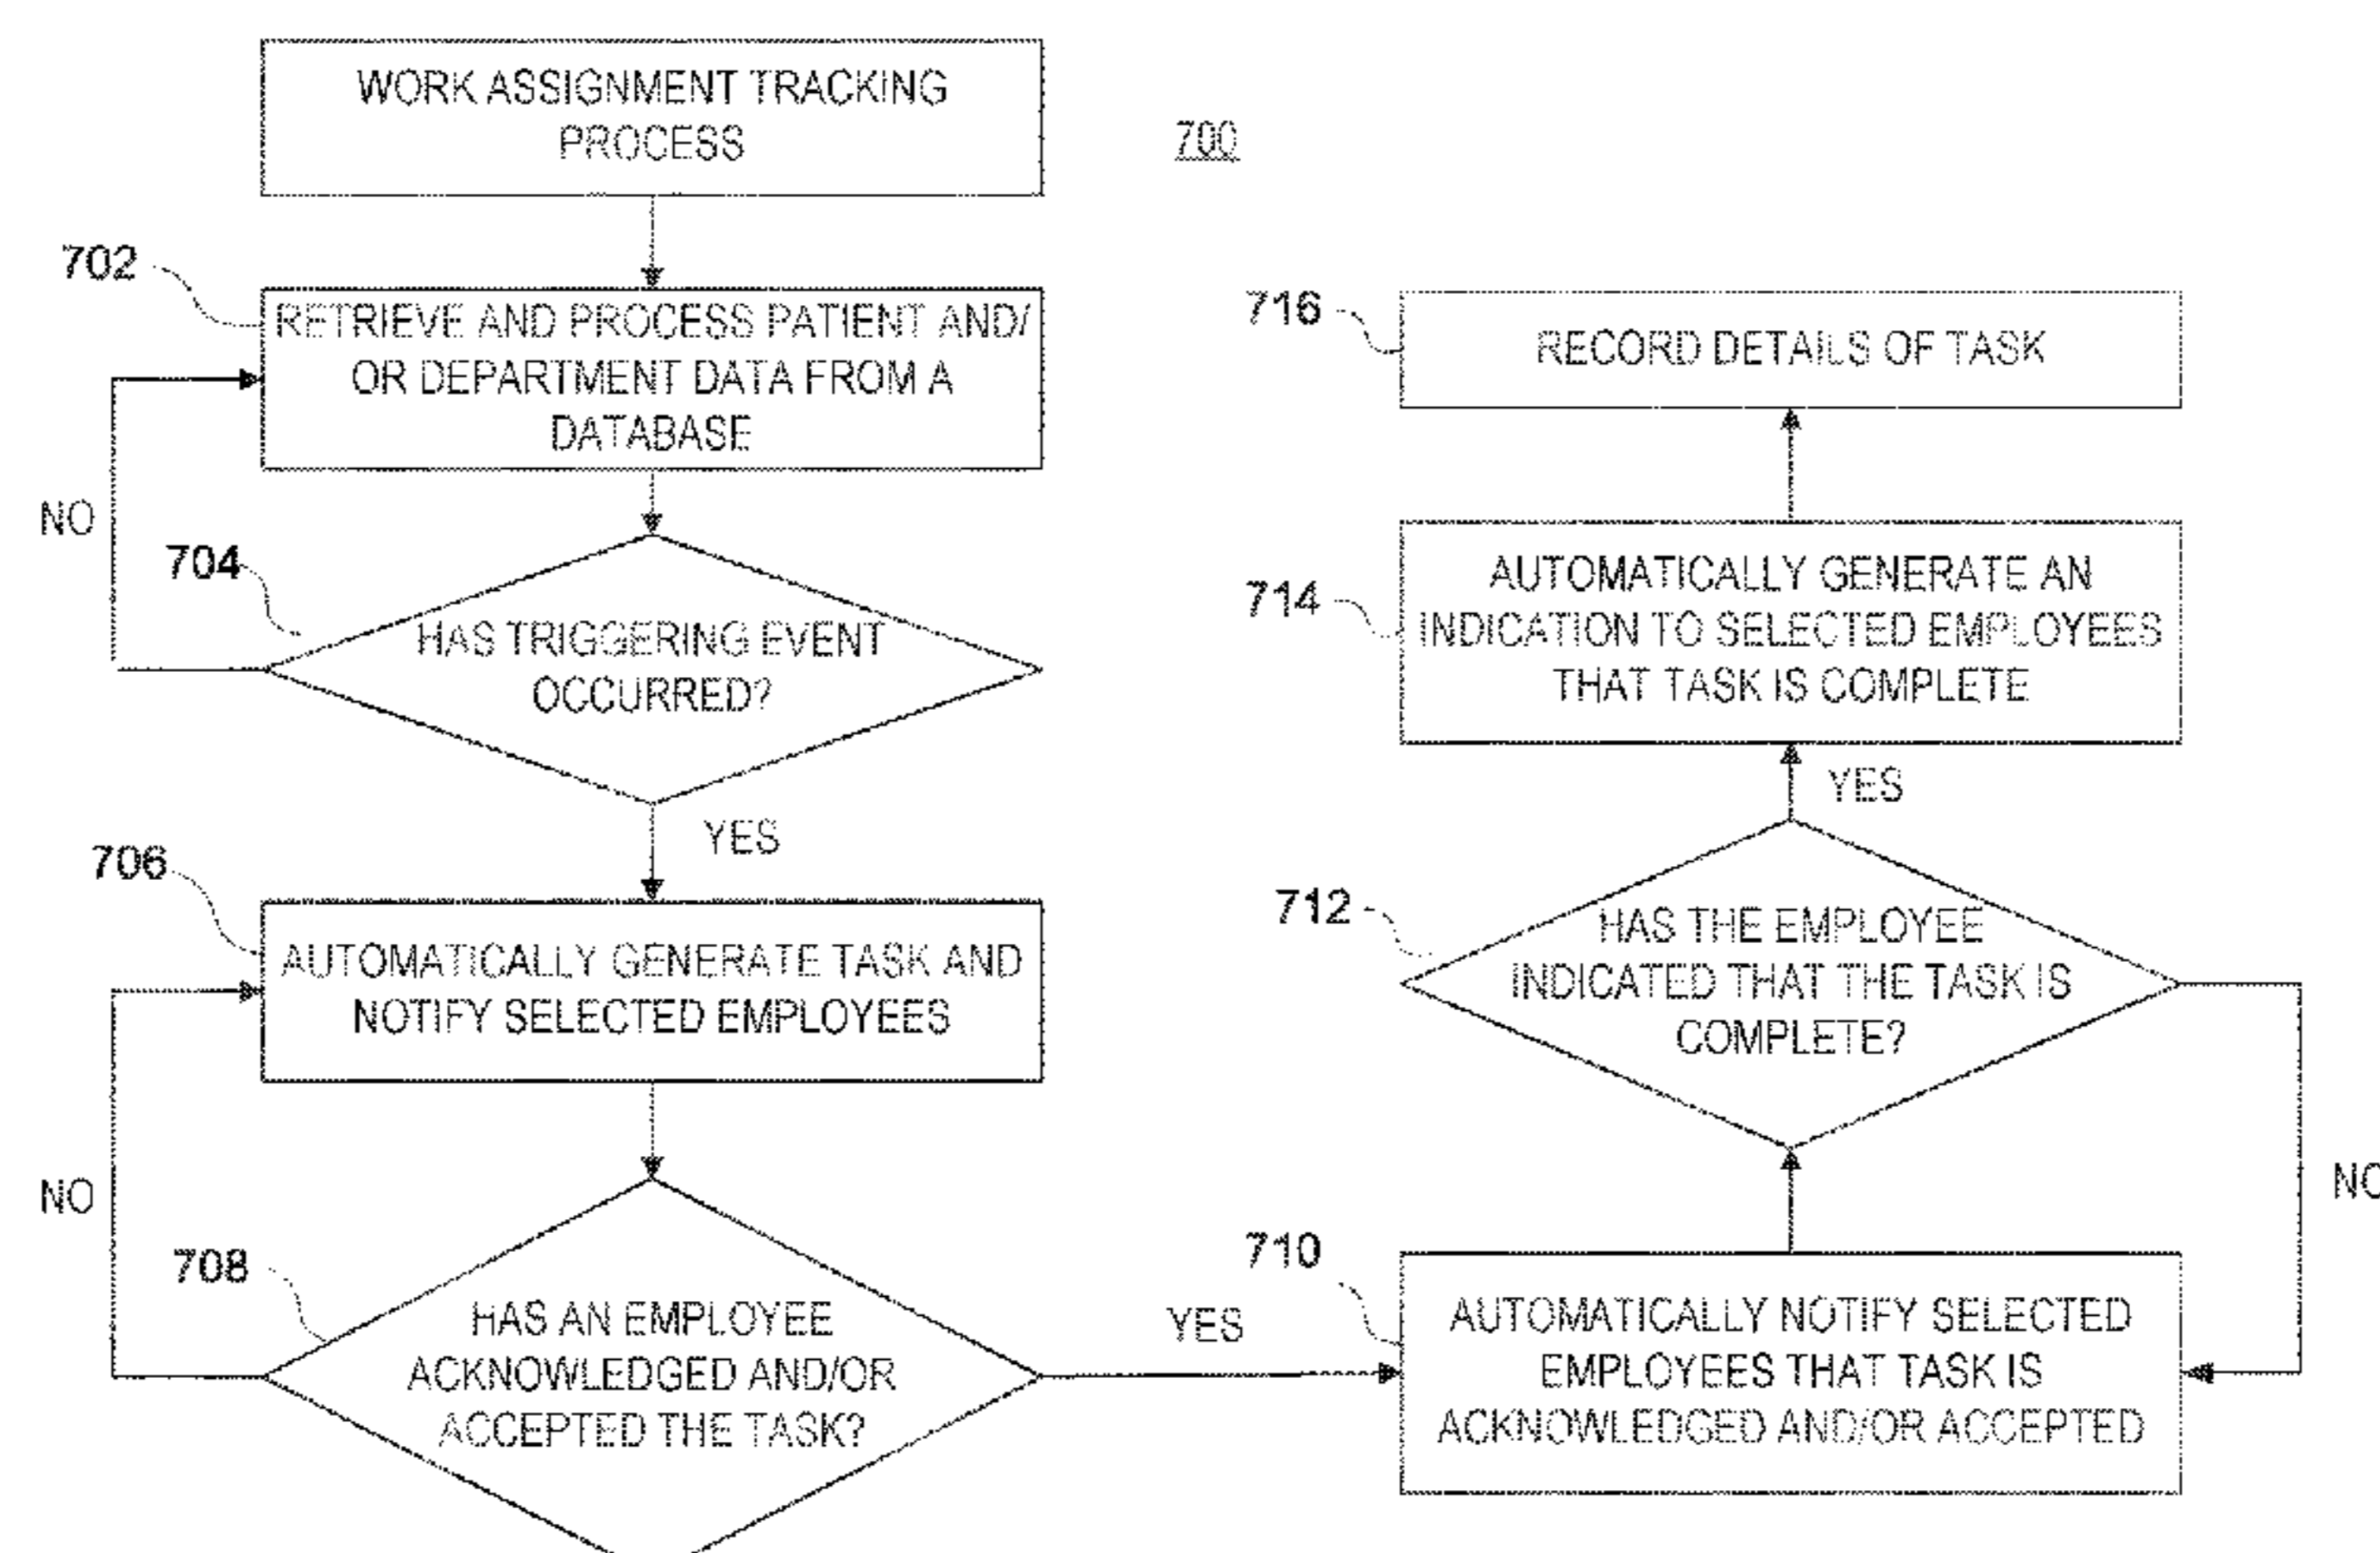 WORK ASSIGNMENT TRACKING
PROCESS
700
702
RETRIEVE AND PROCESS PATIENT AND/
OR DEPARTMENT DATA FROM A
DATABASE
NO
704
HAS TRIGGERING EVENT
OCCURRED?
YES
706
AUTOMATICALLY GENERATE TASK AND
NOTIFY SELECTED EMPLOYEES
NO
708
HAS AN EMPLOYEE
ACKNOWLEDGED AND/OR
ACCEPTED THE TASK?
YES
710
AUTOMATICALLY NOTIFY SELECTED
EMPLOYEES THAT TASK IS
ACKNOWLEDGED AND/OR ACCEPTED
712
HAS THE EMPLOYEE
INDICATED THAT THE TASK IS
COMPLETE?
NO
YES
714
AUTOMATICALLY GENERATE AN
INDICATION TO SELECTED EMPLOYEES
THAT TASK IS COMPLETE
716
RECORD DETAILS OF TASK